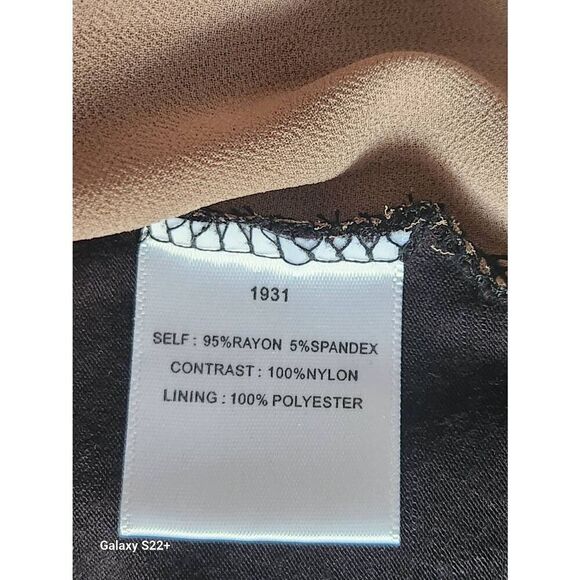 1931
SELF : 95%RAYON 5%SPANDEX
CONTRAST : 100%NYLON
LINING : 100% POLYESTER
Galaxy S22+